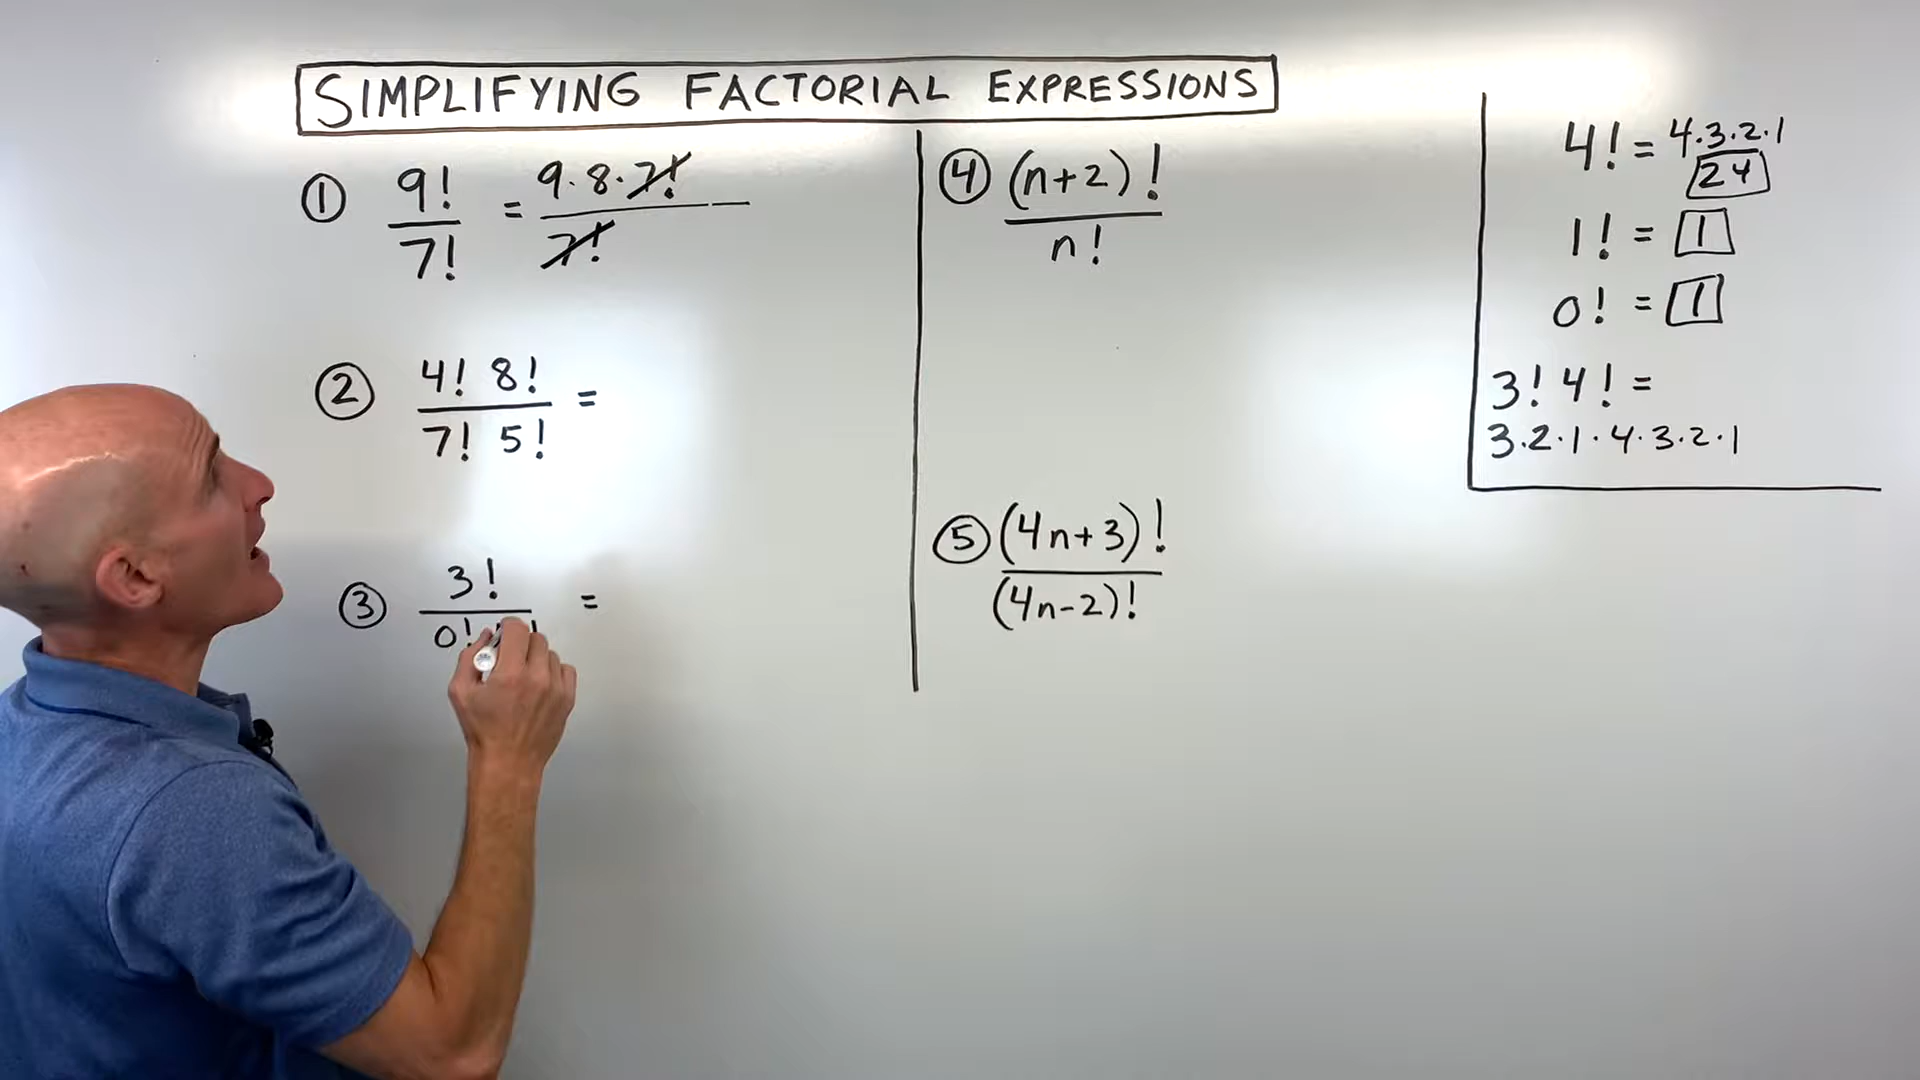 SIMPLIFYING FACTORIAL EXPRESSIONS
① 9! / 7! = 9·8·7! / 7!
② 4! 8! / 7! 5! =
③ 3! / 0! =
④ (n+2)! / n!
⑤ (4n+3)! / (4n-2)!
4! = 4·3·2·1
24
1! = 1
0! = 1
3! 4! =
3·2·1·4·3·2·1